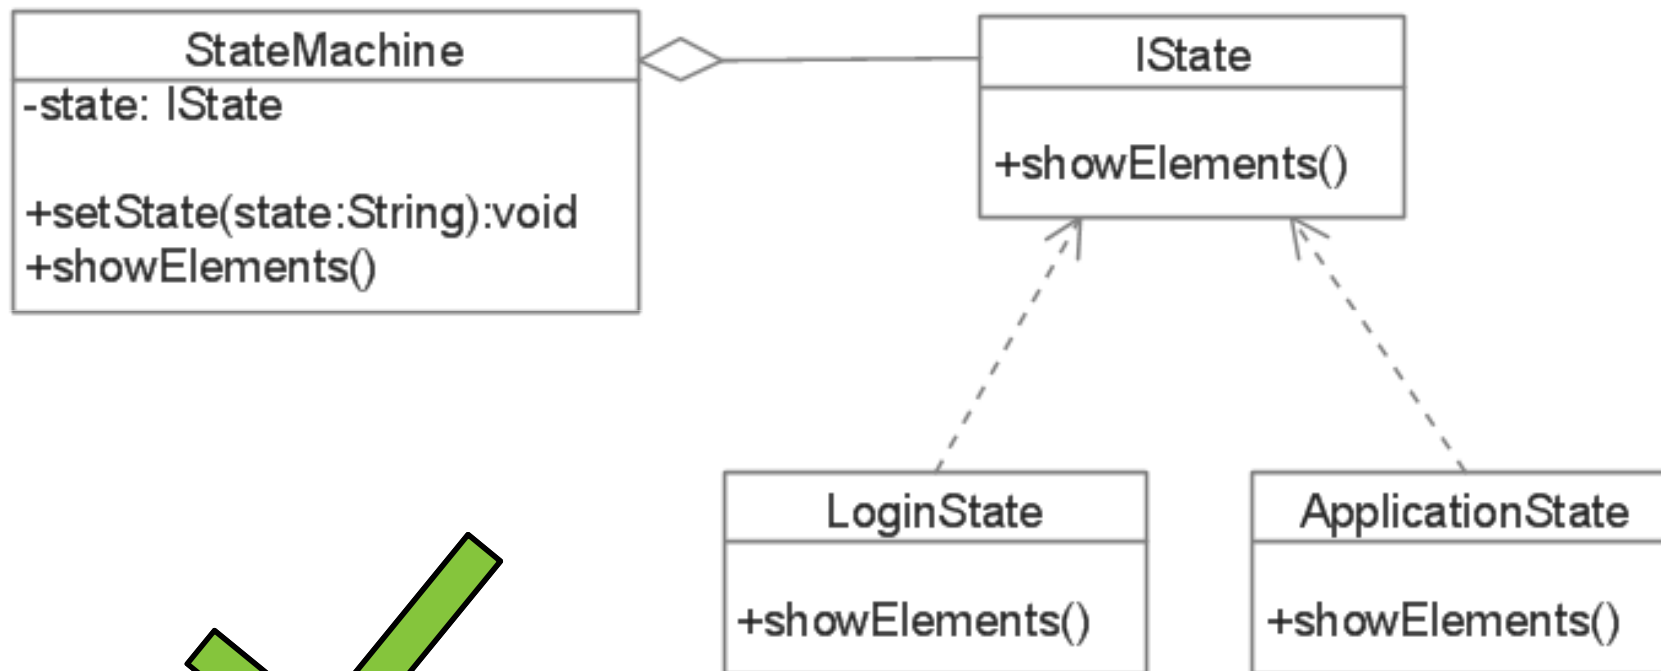 StateMachine
-state: IState
+setState(state:String):void
+showElements()
IState
+showElements()
LoginState
+showElements()
ApplicationState
+showElements()